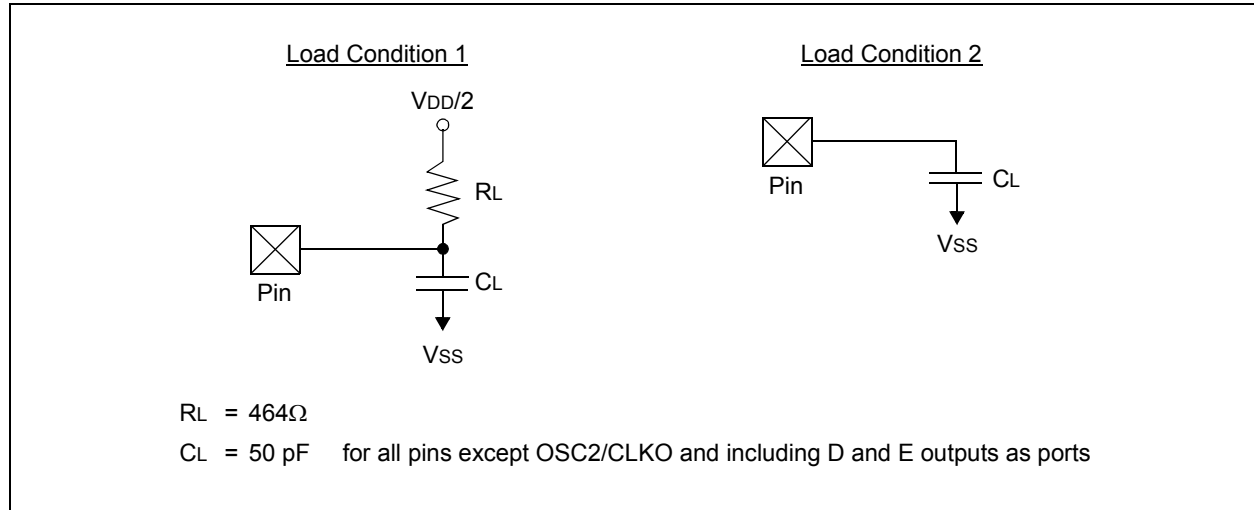 Load Condition 1
VDD/2
RL
Pin
CL
VSS
Load Condition 2
Pin
CL
VSS
RL = 464Ω
CL = 50 pF for all pins except OSC2/CLKO and including D and E outputs as ports